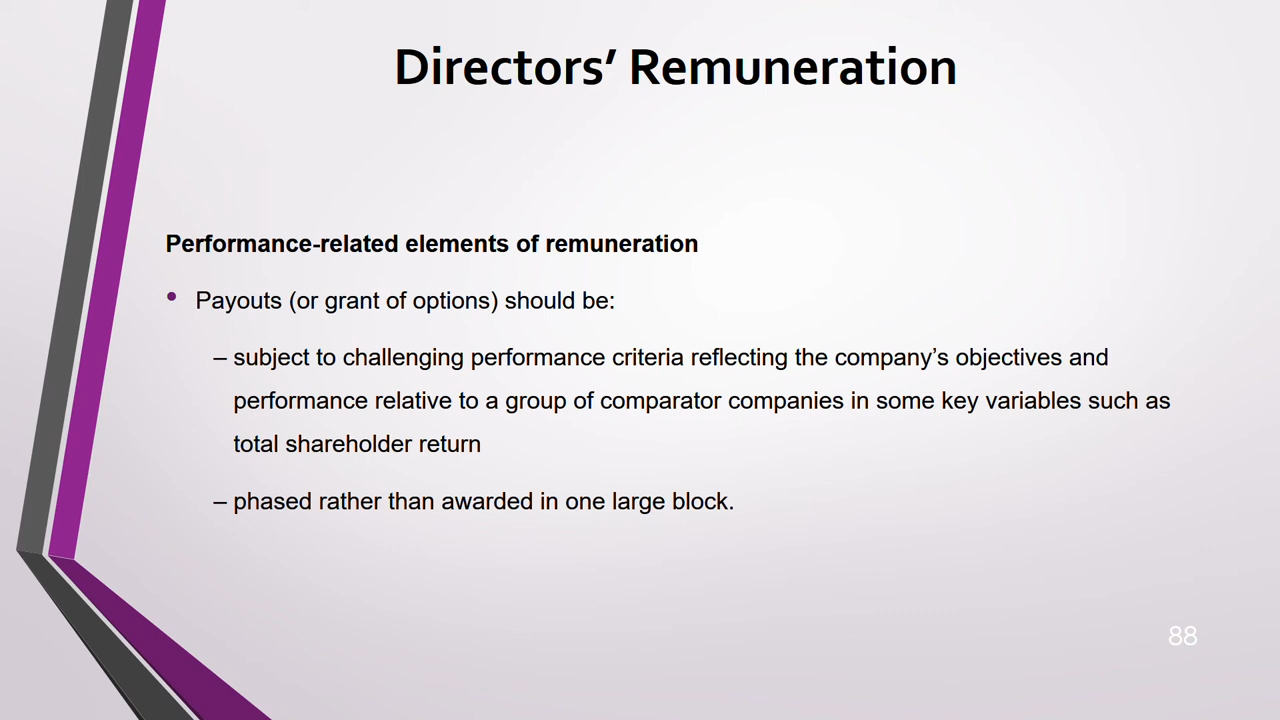 Directors’ Remuneration
Performance-related elements of remuneration
• Payouts (or grant of options) should be:
– subject to challenging performance criteria reflecting the company’s objectives and
performance relative to a group of comparator companies in some key variables such as
total shareholder return
– phased rather than awarded in one large block.
88